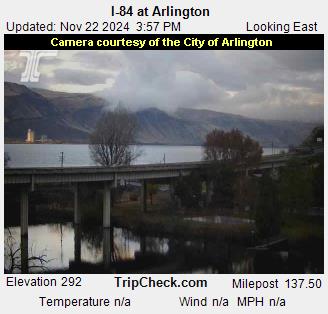 I-84 at Arlington
Updated: Nov 22 2024 3:57 PM Looking East
Camera courtesy of the City of Arlington
Elevation 292 TripCheck.com Milepost 137.50
Temperature n/a Wind n/a MPH n/a